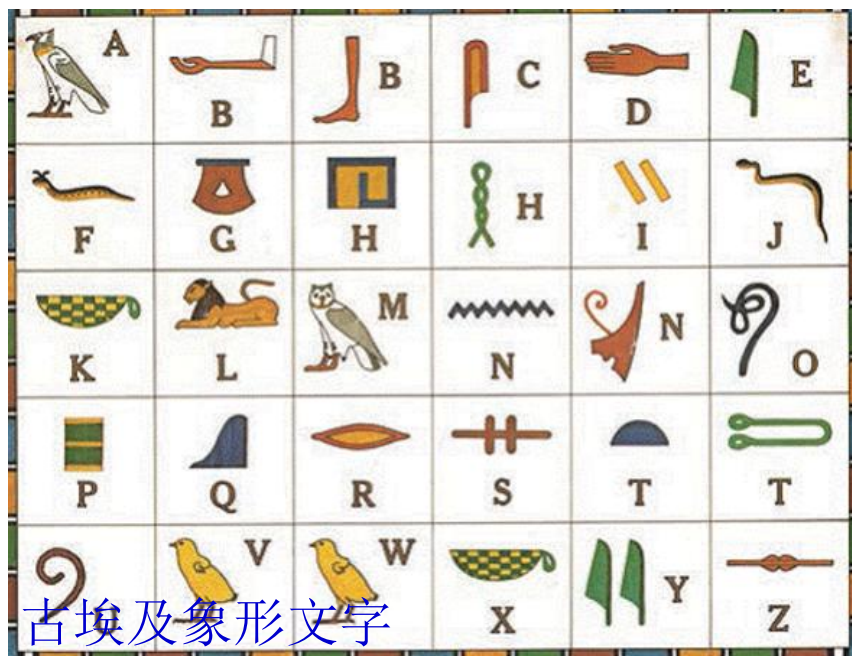 A B B C D E
F G H H I J
K L M N N O
P Q R S T T
U V W X Y Z
古埃及象形文字